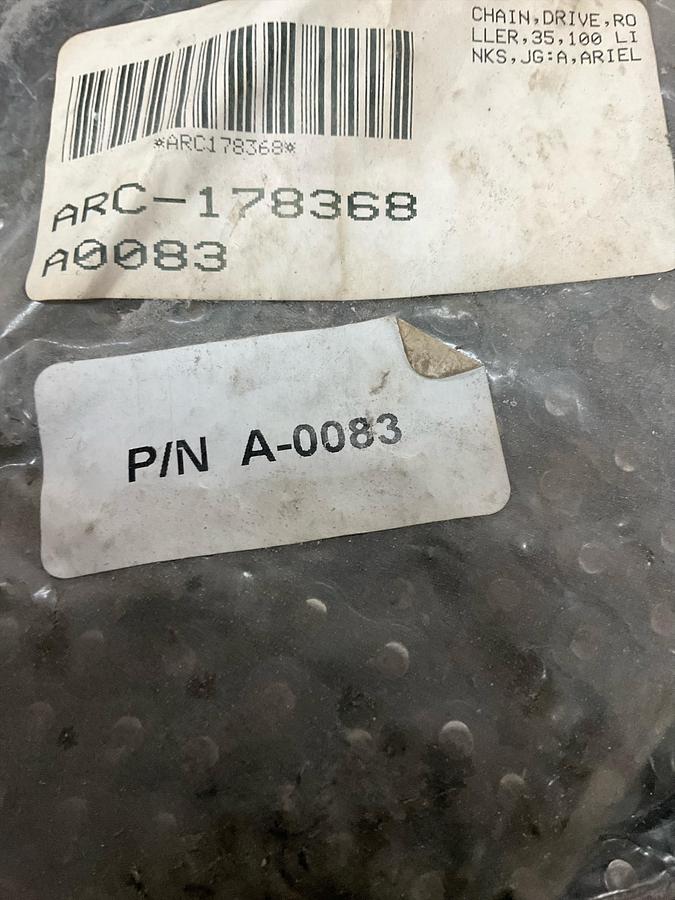 CHAIN,DRIVE,RO
LLER,35,100 LI
NKS,JG:A,ARIEL
*ARC178368*
ARC-178368
A0083
P/N A-0083